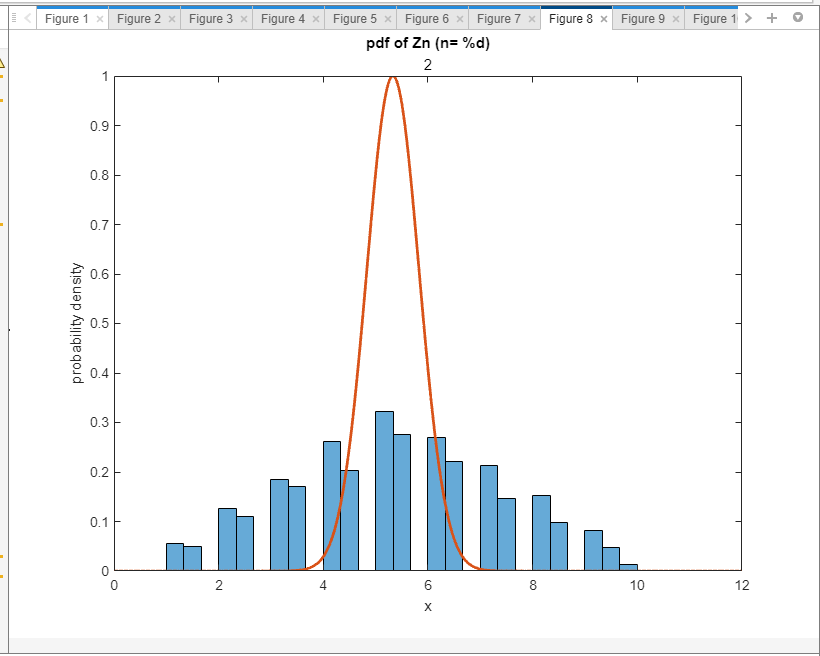 Figure 1 × Figure 2 × Figure 3 × Figure 4 × Figure 5 × Figure 6 × Figure 7 × Figure 8 × Figure 9 × Figure 1
pdf of Zn (n= %d)
2
1
0.9
0.8
0.7
0.6
0.5
0.4
0.3
0.2
0.1
0
probability density
0 2 4 6 8 10 12
x